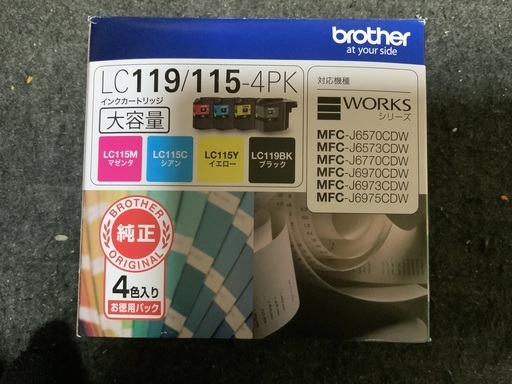 brother
at your side
LC119/115-4PK
インクカートリッジ
大容量
LC115M
マゼンタ
LC115C
シアン
LC115Y
イエロー
LC119BK
ブラック
対応機種
WORKS
シリーズ
MFC-J6570CDW
MFC-J6573CDW
MFC-J6770CDW
MFC-J6970CDW
MFC-J6973CDW
MFC-J6975CDW
BROTHER
純正
ORIGINAL
4色入り
お徳用パック